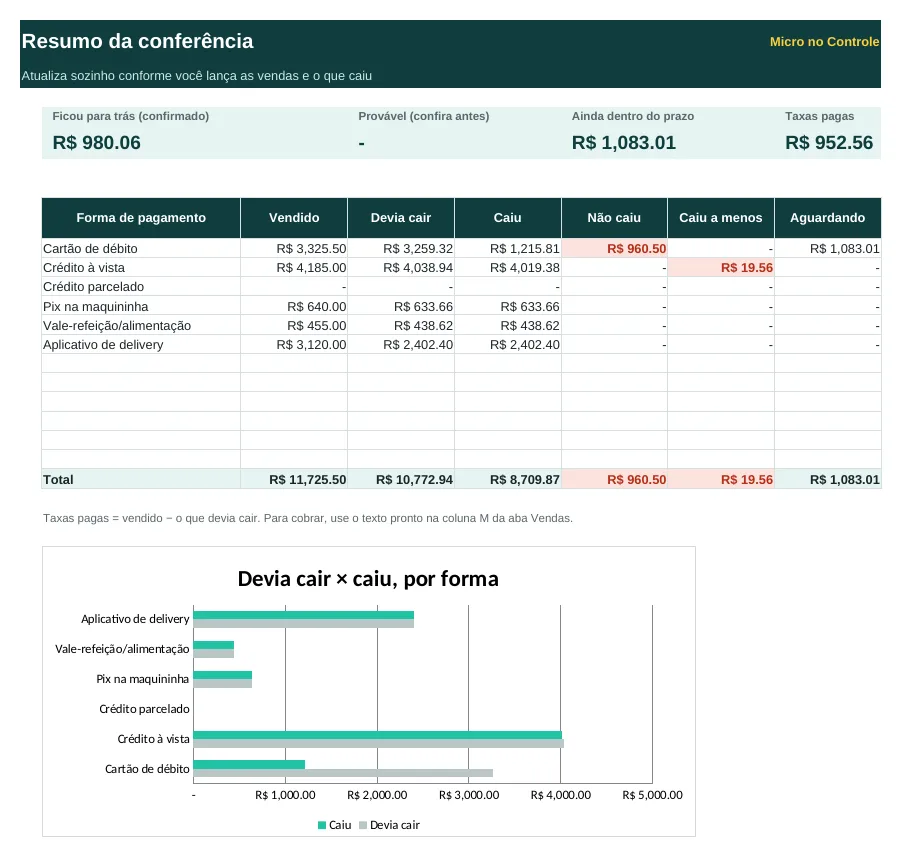 Resumo da conferência
Micro no Controle
Atualiza sozinho conforme você lança as vendas e o que caiu
Ficou para trás (confirmado) Provável (confira antes) Ainda dentro do prazo Taxas pagas
R$ 980.06 - R$ 1,083.01 R$ 952.56
Forma de pagamento Vendido Devia cair Caiu Não caiu Caiu a menos Aguardando
Cartão de débito R$ 3,325.50 R$ 3,259.32 R$ 1,215.81 R$ 960.50 - R$ 1,083.01
Crédito à vista R$ 4,185.00 R$ 4,038.94 R$ 4,019.38 - R$ 19.56 -
Crédito parcelado - - - - - -
Pix na maquininha R$ 640.00 R$ 633.66 R$ 633.66 - - -
Vale-refeição/alimentação R$ 455.00 R$ 438.62 R$ 438.62 - - -
Aplicativo de delivery R$ 3,120.00 R$ 2,402.40 R$ 2,402.40 - - -
Total R$ 11,725.50 R$ 10,772.94 R$ 8,709.87 R$ 960.50 R$ 19.56 R$ 1,083.01
Taxas pagas = vendido − o que devia cair. Para cobrar, use o texto pronto na coluna M da aba Vendas.
Devia cair × caiu, por forma
Aplicativo de delivery
Vale-refeição/alimentação
Pix na maquininha
Crédito parcelado
Crédito à vista
Cartão de débito
- R$ 1,000.00 R$ 2,000.00 R$ 3,000.00 R$ 4,000.00 R$ 5,000.00
Caiu Devia cair